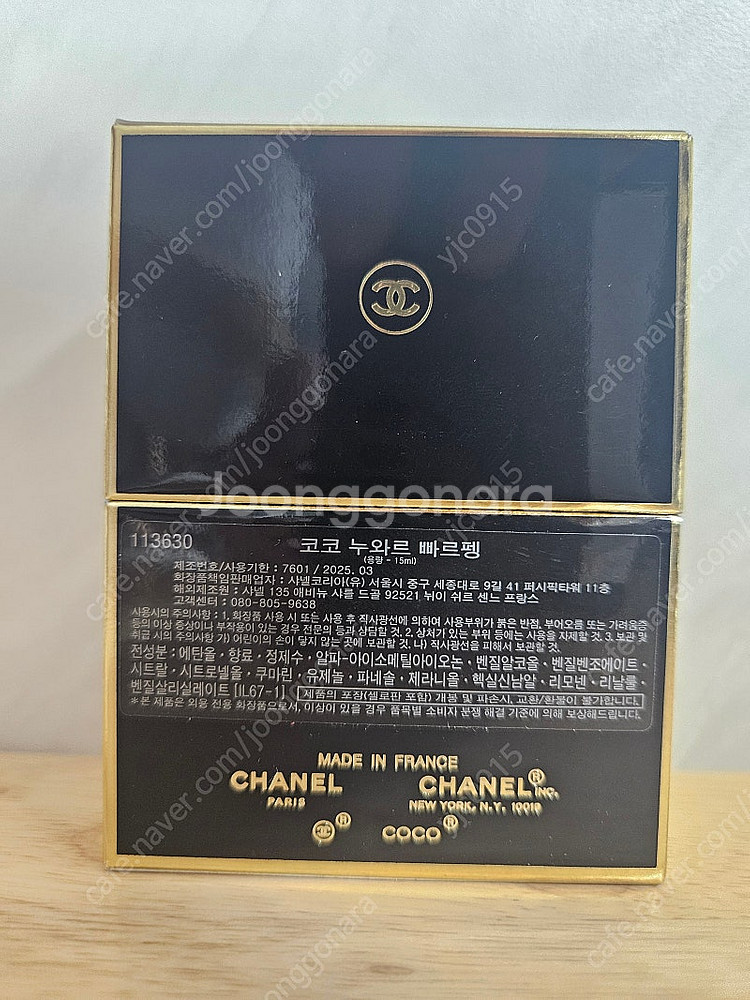 Joonggonara
113630
코코 누와르 빠르펭
(용량 - 15ml)
제조번호/사용기한 : 7601 / 2025. 03
화장품책임판매업자 : 샤넬코리아(유) 서울시 중구 세종대로 9길 41 퍼시픽타워 11층
해외제조원 : 샤넬 135 애비뉴 샤를 드골 92521 뉘이 쉬르 센느 프랑스
고객센터 : 080-805-9638
사용시의 주의사항 : 1. 화장품 사용 시 또는 사용 후 직사광선에 의하여 사용부위가 붉은 반점, 부어오름 또는 가려움증
등의 이상 증상이나 부작용이 있는 경우 전문의 등과 상담할 것. 2. 상처가 있는 부위 등에는 사용을 자제할 것. 3. 보관 및
취급 시의 주의사항 가) 어린이의 손이 닿지 않는 곳에 보관할 것. 나) 직사광선을 피해서 보관할 것.
전성분 : 에탄올 · 향료 · 정제수 · 알파-아이소메틸아이오논 · 벤질알코올 · 벤질벤조에이트 ·
시트랄 · 시트로넬올 · 쿠마린 · 유제놀 · 파네솔 · 제라니올 · 헥실신남알 · 리모넨 · 리날룰
벤질살리실레이트 [IL67-1] 제품의 포장(셀로판 포함) 개봉 및 파손시, 교환/환불이 불가합니다.
* 본 제품은 외용 전용 화장품으로서, 이상이 있을 경우 품목별 소비자 분쟁 해결 기준에 의해 보상해드립니다.
MADE IN FRANCE
CHANEL CHANEL® INC.
PARIS NEW YORK, N.Y. 10019
® COCO®
cafe.naver.com/joonggonara
yjc0915